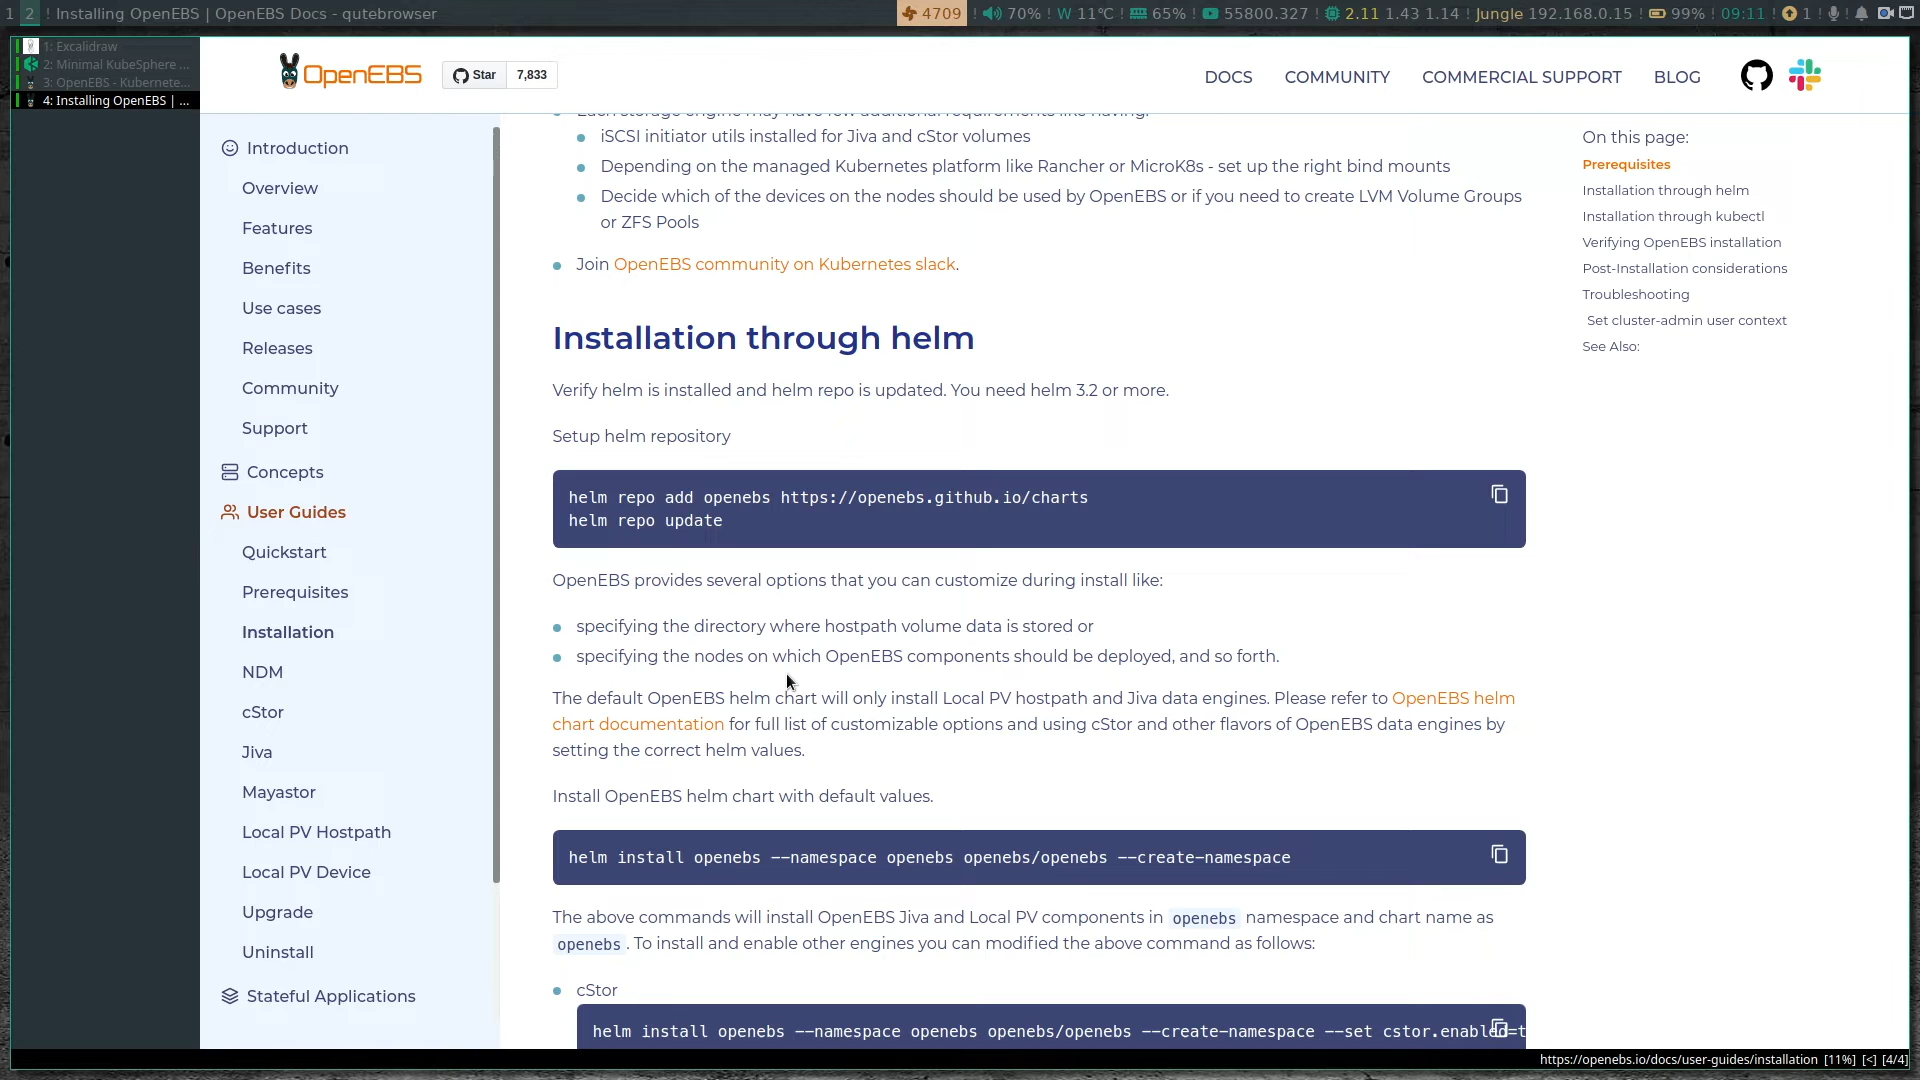 1 2 ! Installing OpenEBS | OpenEBS Docs - qutebrowser
4709 ! 70% ! W 11°C ! 65% ! 55800.327 ! 2.11 1.43 1.14 ! Jungle 192.168.0.15 ! 99% ! 09:11 ! 1 ! ! !
1: Excalidraw
2: Minimal KubeSphere ...
3: OpenEBS - Kubernete...
4: Installing OpenEBS | ...
OpenEBS
Star 7,833
DOCS COMMUNITY COMMERCIAL SUPPORT BLOG
Introduction
Overview
Features
Benefits
Use cases
Releases
Community
Support
Concepts
User Guides
Quickstart
Prerequisites
Installation
NDM
cStor
Jiva
Mayastor
Local PV Hostpath
Local PV Device
Upgrade
Uninstall
Stateful Applications
Each storage engine may have few additional requirements like having:
iSCSI initiator utils installed for Jiva and cStor volumes
Depending on the managed Kubernetes platform like Rancher or MicroK8s - set up the right bind mounts
Decide which of the devices on the nodes should be used by OpenEBS or if you need to create LVM Volume Groups
or ZFS Pools
Join OpenEBS community on Kubernetes slack.
Installation through helm
Verify helm is installed and helm repo is updated. You need helm 3.2 or more.
Setup helm repository
helm repo add openebs https://openebs.github.io/charts
helm repo update
OpenEBS provides several options that you can customize during install like:
specifying the directory where hostpath volume data is stored or
specifying the nodes on which OpenEBS components should be deployed, and so forth.
The default OpenEBS helm chart will only install Local PV hostpath and Jiva data engines. Please refer to OpenEBS helm
chart documentation for full list of customizable options and using cStor and other flavors of OpenEBS data engines by
setting the correct helm values.
Install OpenEBS helm chart with default values.
helm install openebs --namespace openebs openebs/openebs --create-namespace
The above commands will install OpenEBS Jiva and Local PV components in openebs namespace and chart name as
openebs. To install and enable other engines you can modified the above command as follows:
cStor
helm install openebs --namespace openebs openebs/openebs --create-namespace --set cstor.enabled=t
On this page:
Prerequisites
Installation through helm
Installation through kubectl
Verifying OpenEBS installation
Post-Installation considerations
Troubleshooting
Set cluster-admin user context
See Also:
https://openebs.io/docs/user-guides/installation [11%] [<] [4/4]